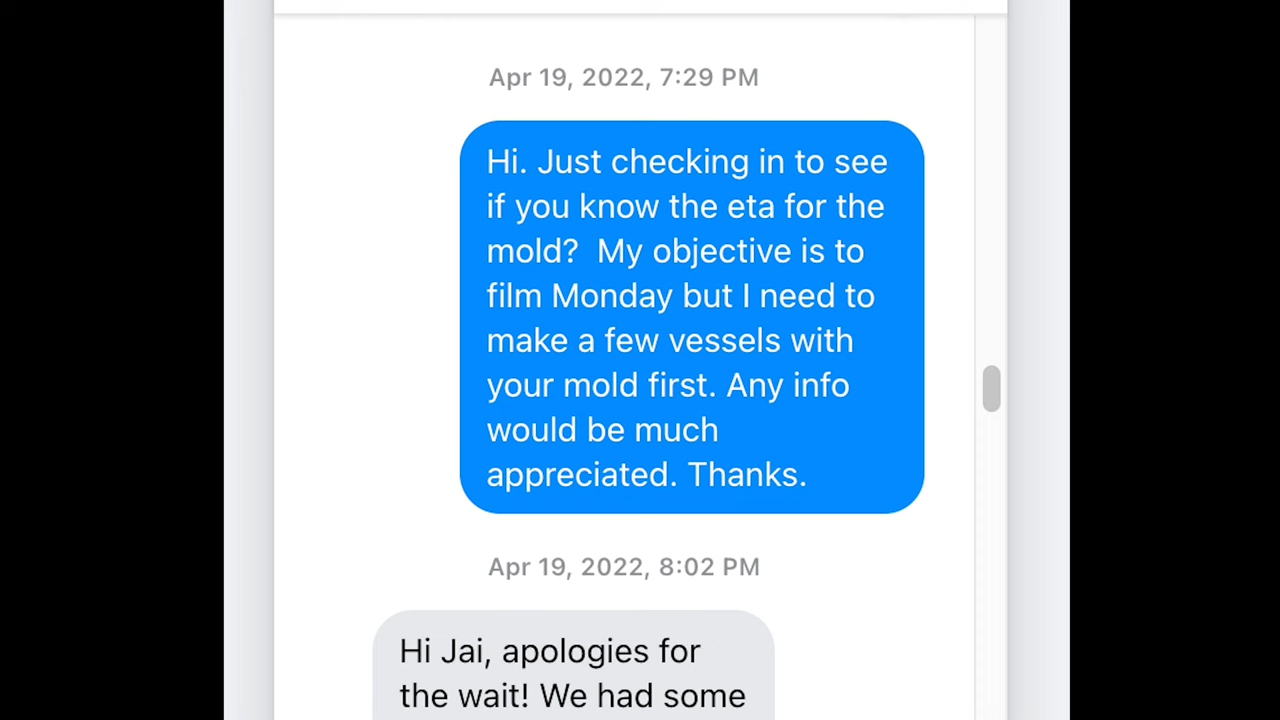 Apr 19, 2022, 7:29 PM
Hi. Just checking in to see
if you know the eta for the
mold?  My objective is to
film Monday but I need to
make a few vessels with
your mold first. Any info
would be much
appreciated. Thanks.
Apr 19, 2022, 8:02 PM
Hi Jai, apologies for
the wait! We had some